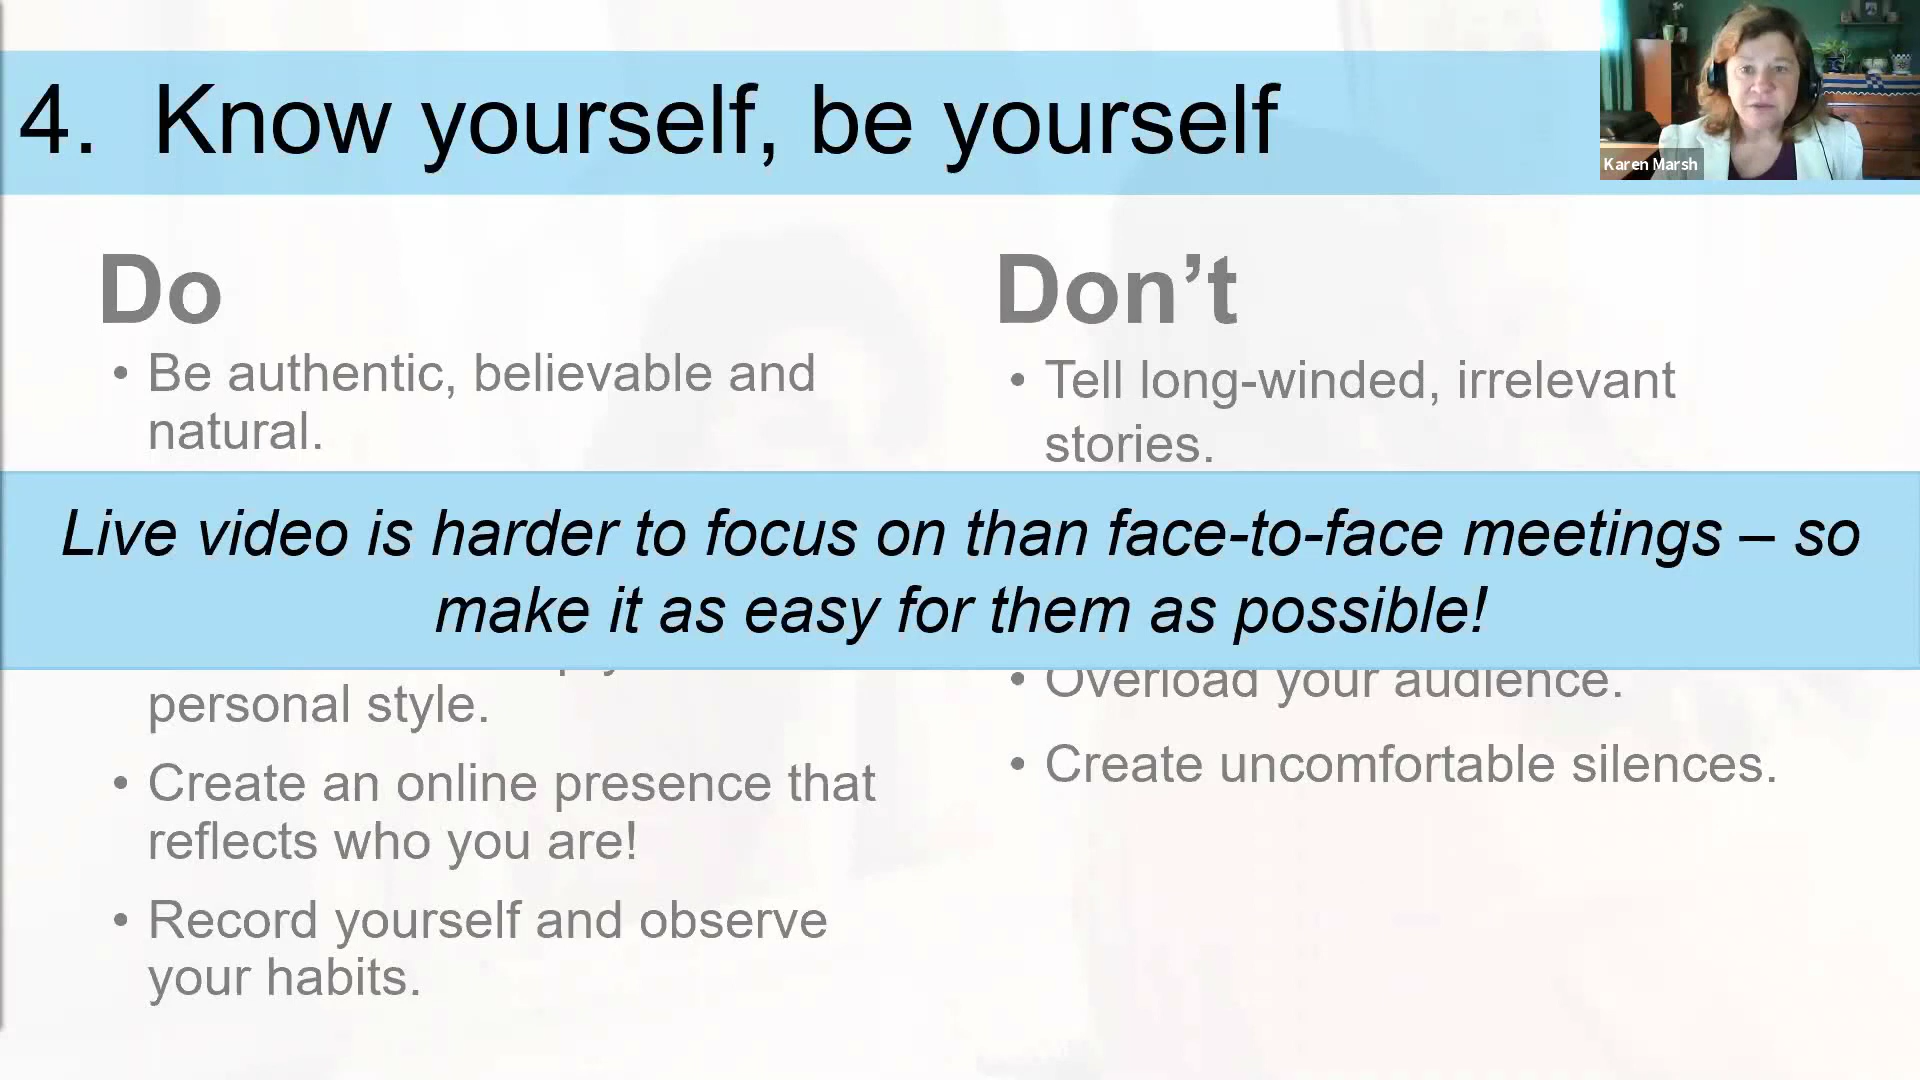 4. Know yourself, be yourself
Karen Marsh
Do
• Be authentic, believable and
natural.
Don’t
• Tell long-winded, irrelevant
stories.
Live video is harder to focus on than face-to-face meetings – so
make it as easy for them as possible!
personal style.
• Create an online presence that
reflects who you are!
• Record yourself and observe
your habits.
• Overload your audience.
• Create uncomfortable silences.